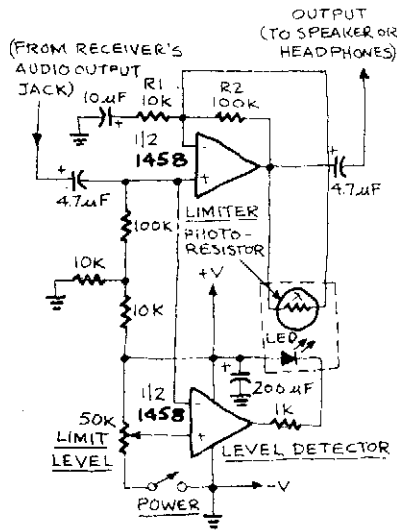 OUTPUT
(TO SPEAKER OR
HEADPHONES)
(FROM RECEIVER'S
AUDIO OUTPUT
JACK)
10µF
R1
10K
R2
100K
+
1/2
1458
-
+
+
4.7µF
+
4.7µF
100K
LIMITER
PHOTO-
RESISTOR
10K
+V
10K
λ
LED
+
200µF
1/2
1458
-
+
1K
50K
LIMIT
LEVEL
LEVEL DETECTOR
POWER
-V